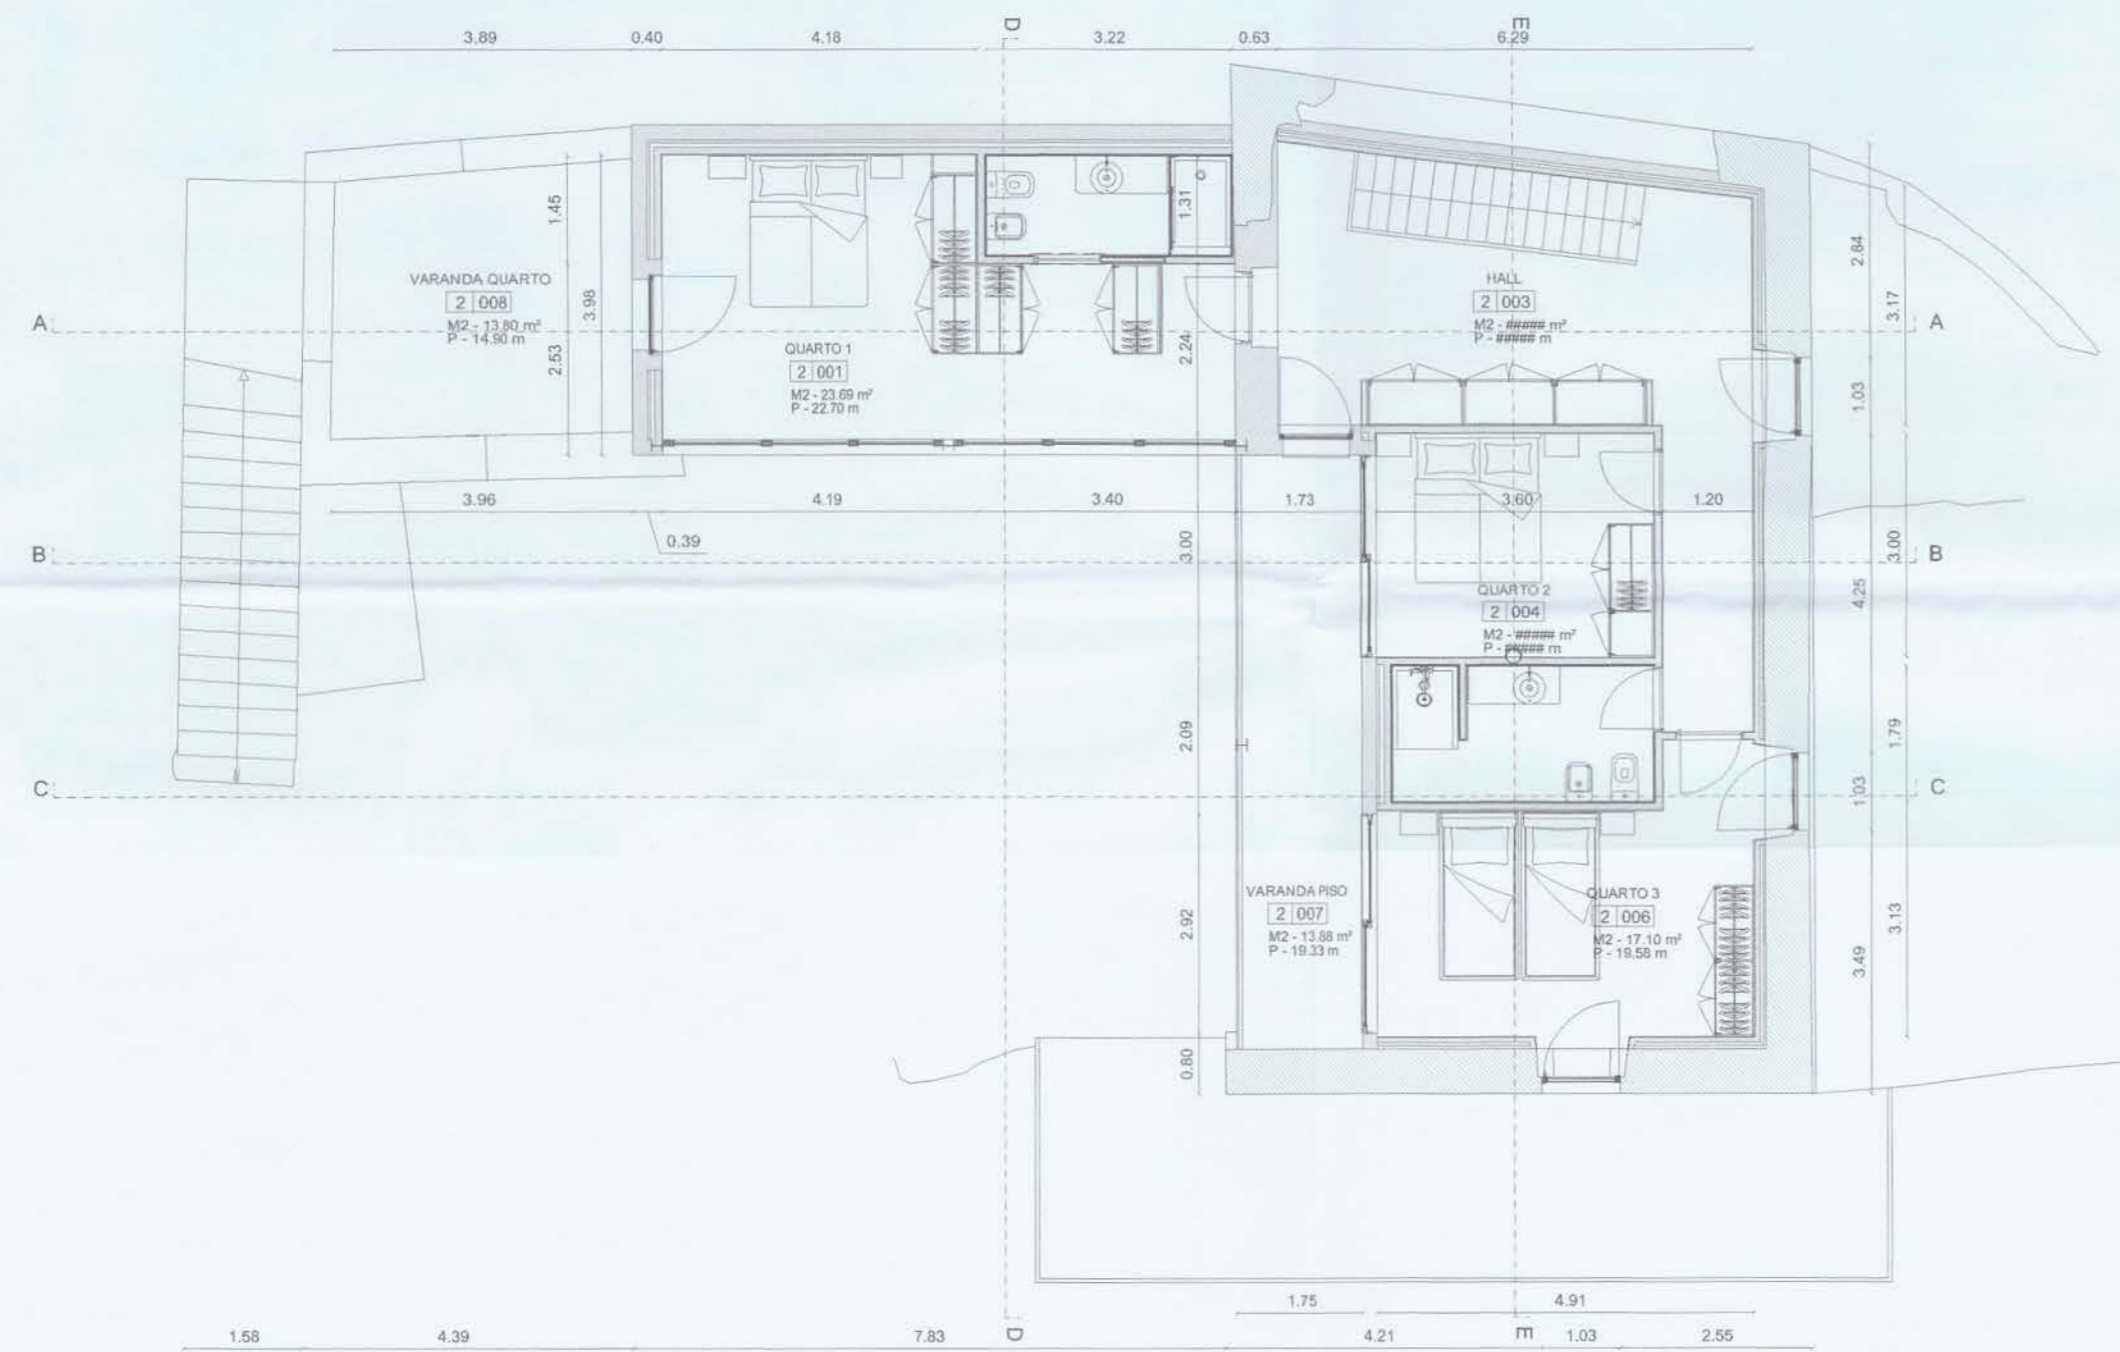 D
E
3.89
0.40
4.18
3.22
0.63
6.29
1.45
3.98
2.53
VARANDA QUARTO
2 008
M2 - 13.80 m²
P - 14.90 m
QUARTO 1
2 001
M2 - 23.69 m²
P - 22.70 m
1.31
2.24
HALL
2 003
M2 - ##### m²
P - ##### m
2.84
3.17
1.03
A
A
3.96
4.19
3.40
1.73
3.60
1.20
0.39
3.00
B
B
3.00
4.25
QUARTO 2
2 004
M2 - ##### m²
P - ##### m
2.09
1.79
1.03
C
C
VARANDA PISO
2 007
M2 - 13.88 m²
P - 19.33 m
QUARTO 3
2 006
M2 - 17.10 m²
P - 19.58 m
2.92
3.13
3.49
0.80
1.75
4.91
1.58
4.39
7.83
D
4.21
E
1.03
2.55